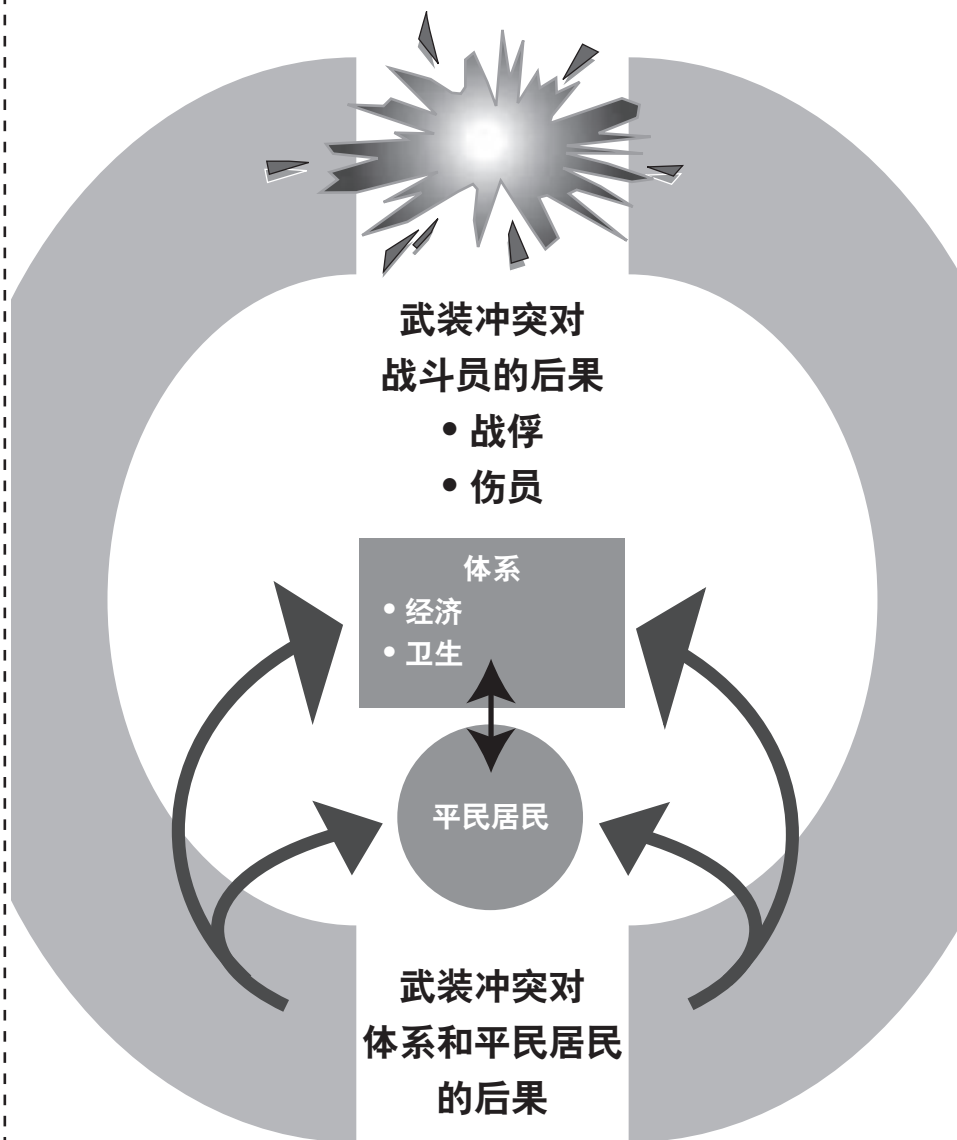 武装冲突对
战斗员的后果
• 战俘
• 伤员
体系
• 经济
• 卫生
平民居民
武装冲突对
体系和平民居民
的后果